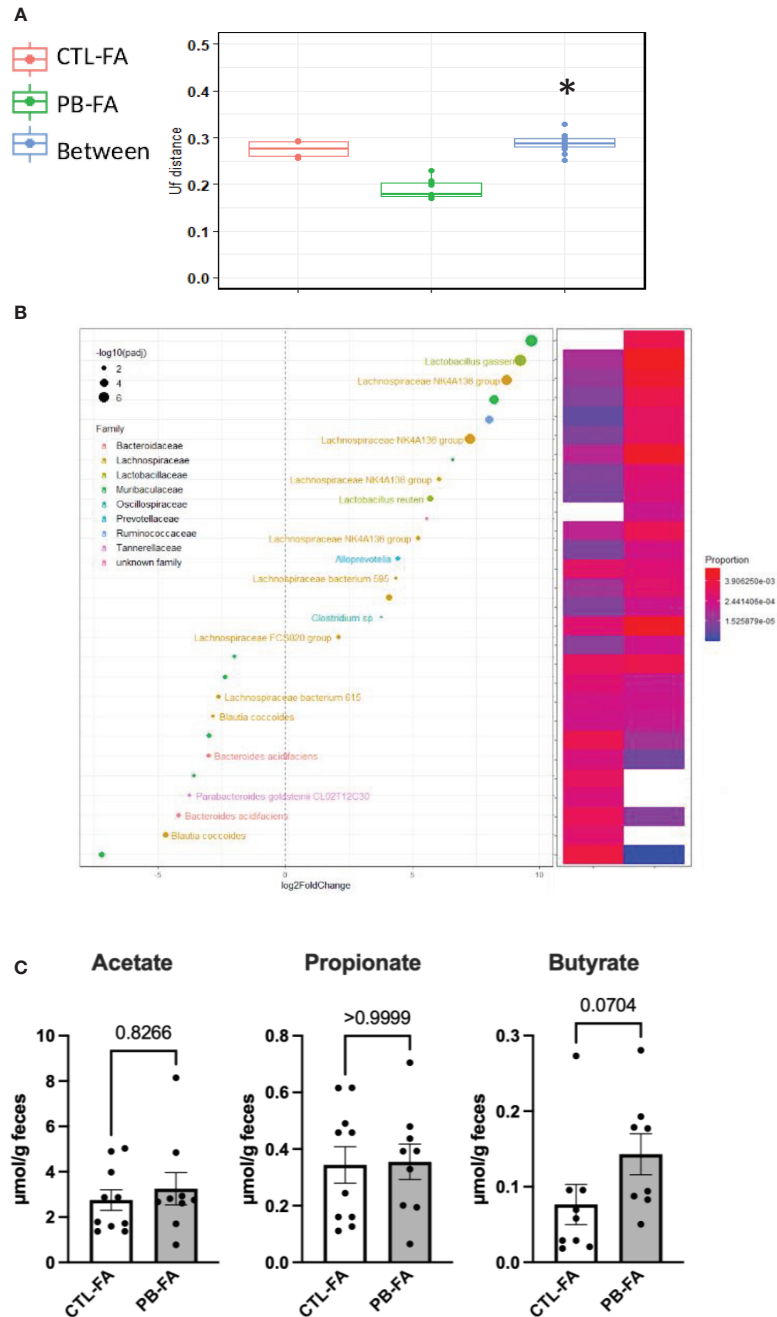 A
CTL-FA
PB-FA
Between
Uf distance
0.5
0.4
0.3
0.2
0.1
0.0
*
B
-log10(padj)
2
4
6
Family
Bacteroidaceae
Lachnospiraceae
Lactobacillaceae
Muribaculaceae
Oscillospiraceae
Prevotellaceae
Ruminococcaceae
Tannerellaceae
unknown family
Lactobacillus gasseri
Lachnospiraceae NK4A136 group
Lachnospiraceae NK4A136 group
Lachnospiraceae NK4A136 group
Lactobacillus reuteri
Lachnospiraceae NK4A136 group
Alloprevotella
Lachnospiraceae bacterium 595
Clostridium sp.
Lachnospiraceae FCS020 group
Lachnospiraceae bacterium 615
Blautia coccoides
Bacteroides acidifaciens
Parabacteroides goldsteinii CL02T12C30
Bacteroides acidifaciens
Blautia coccoides
-5 0 5 10
log2FoldChange
Proportion
3.906250e-03
2.441406e-04
1.525879e-05
C
Acetate
0.8266
µmol/g feces
10
8
6
4
2
0
CTL-FA PB-FA
Propionate
>0.9999
µmol/g feces
0.8
0.6
0.4
0.2
0.0
CTL-FA PB-FA
Butyrate
0.0704
µmol/g feces
0.3
0.2
0.1
0.0
CTL-FA PB-FA